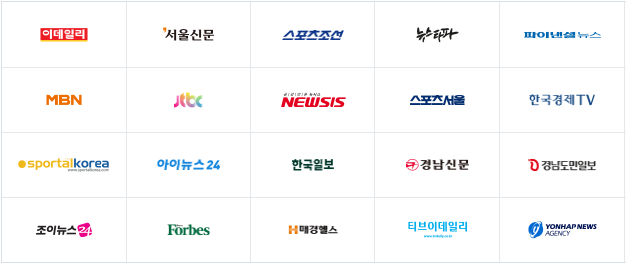 이데일리
서울신문
스포츠조선
뉴스타파
파이낸셜뉴스
MBN
jtbc
NEWSIS
스포츠서울
한국경제TV
sportalkorea
www.sportalkorea.com
아이뉴스24
한국일보
경남신문
경남도민일보
조이뉴스24
Forbes
매경헬스
티브이데일리
YONHAP NEWS
AGENCY